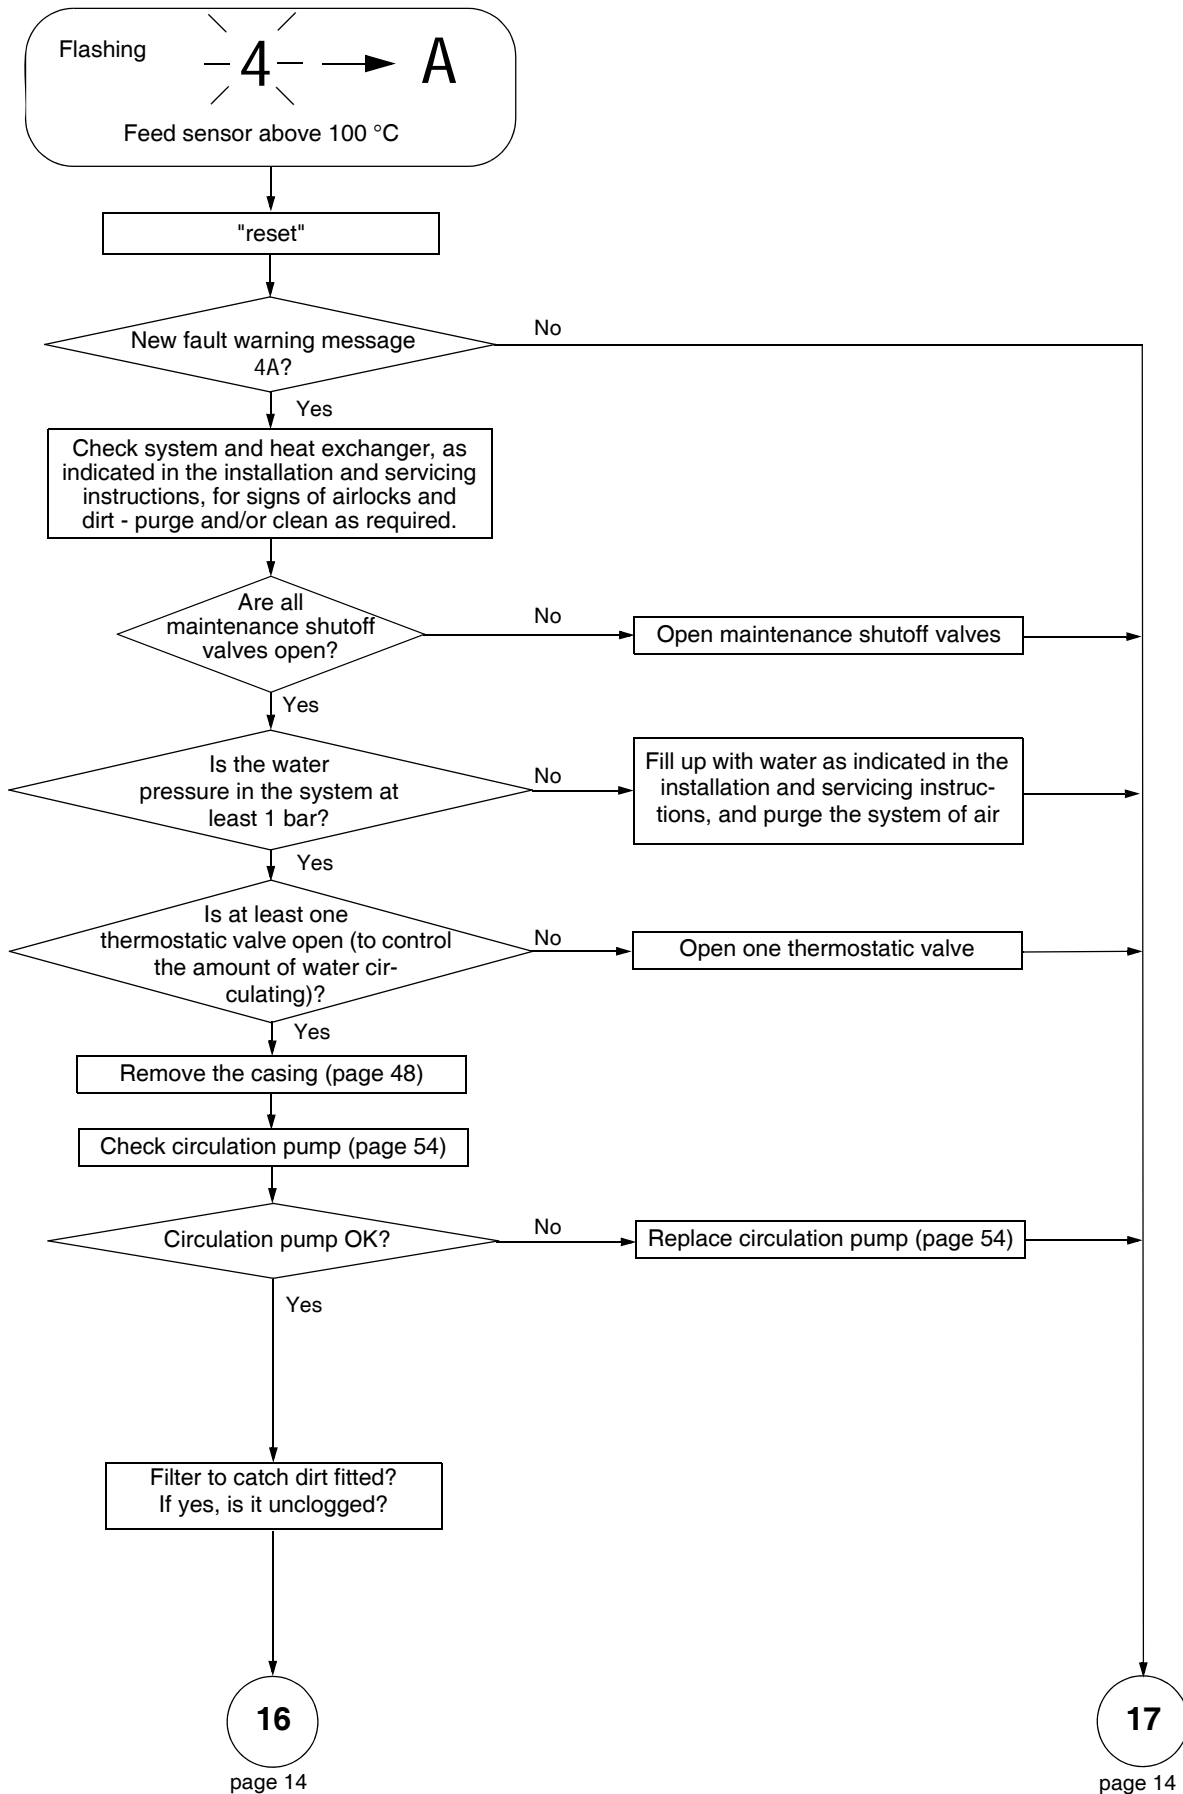 Flashing
4
A
Feed sensor above 100 °C
"reset"
New fault warning message
4A?
No
Yes
Check system and heat exchanger, as
indicated in the installation and servicing
instructions, for signs of airlocks and
dirt - purge and/or clean as required.
Are all
maintenance shutoff
valves open?
No
Open maintenance shutoff valves
Yes
Is the water
pressure in the system at
least 1 bar?
No
Fill up with water as indicated in the
installation and servicing instruc-
tions, and purge the system of air
Yes
Is at least one
thermostatic valve open (to control
the amount of water cir-
culating)?
No
Open one thermostatic valve
Yes
Remove the casing (page 48)
Check circulation pump (page 54)
Circulation pump OK?
No
Replace circulation pump (page 54)
Yes
Filter to catch dirt fitted?
If yes, is it unclogged?
16
page 14
17
page 14